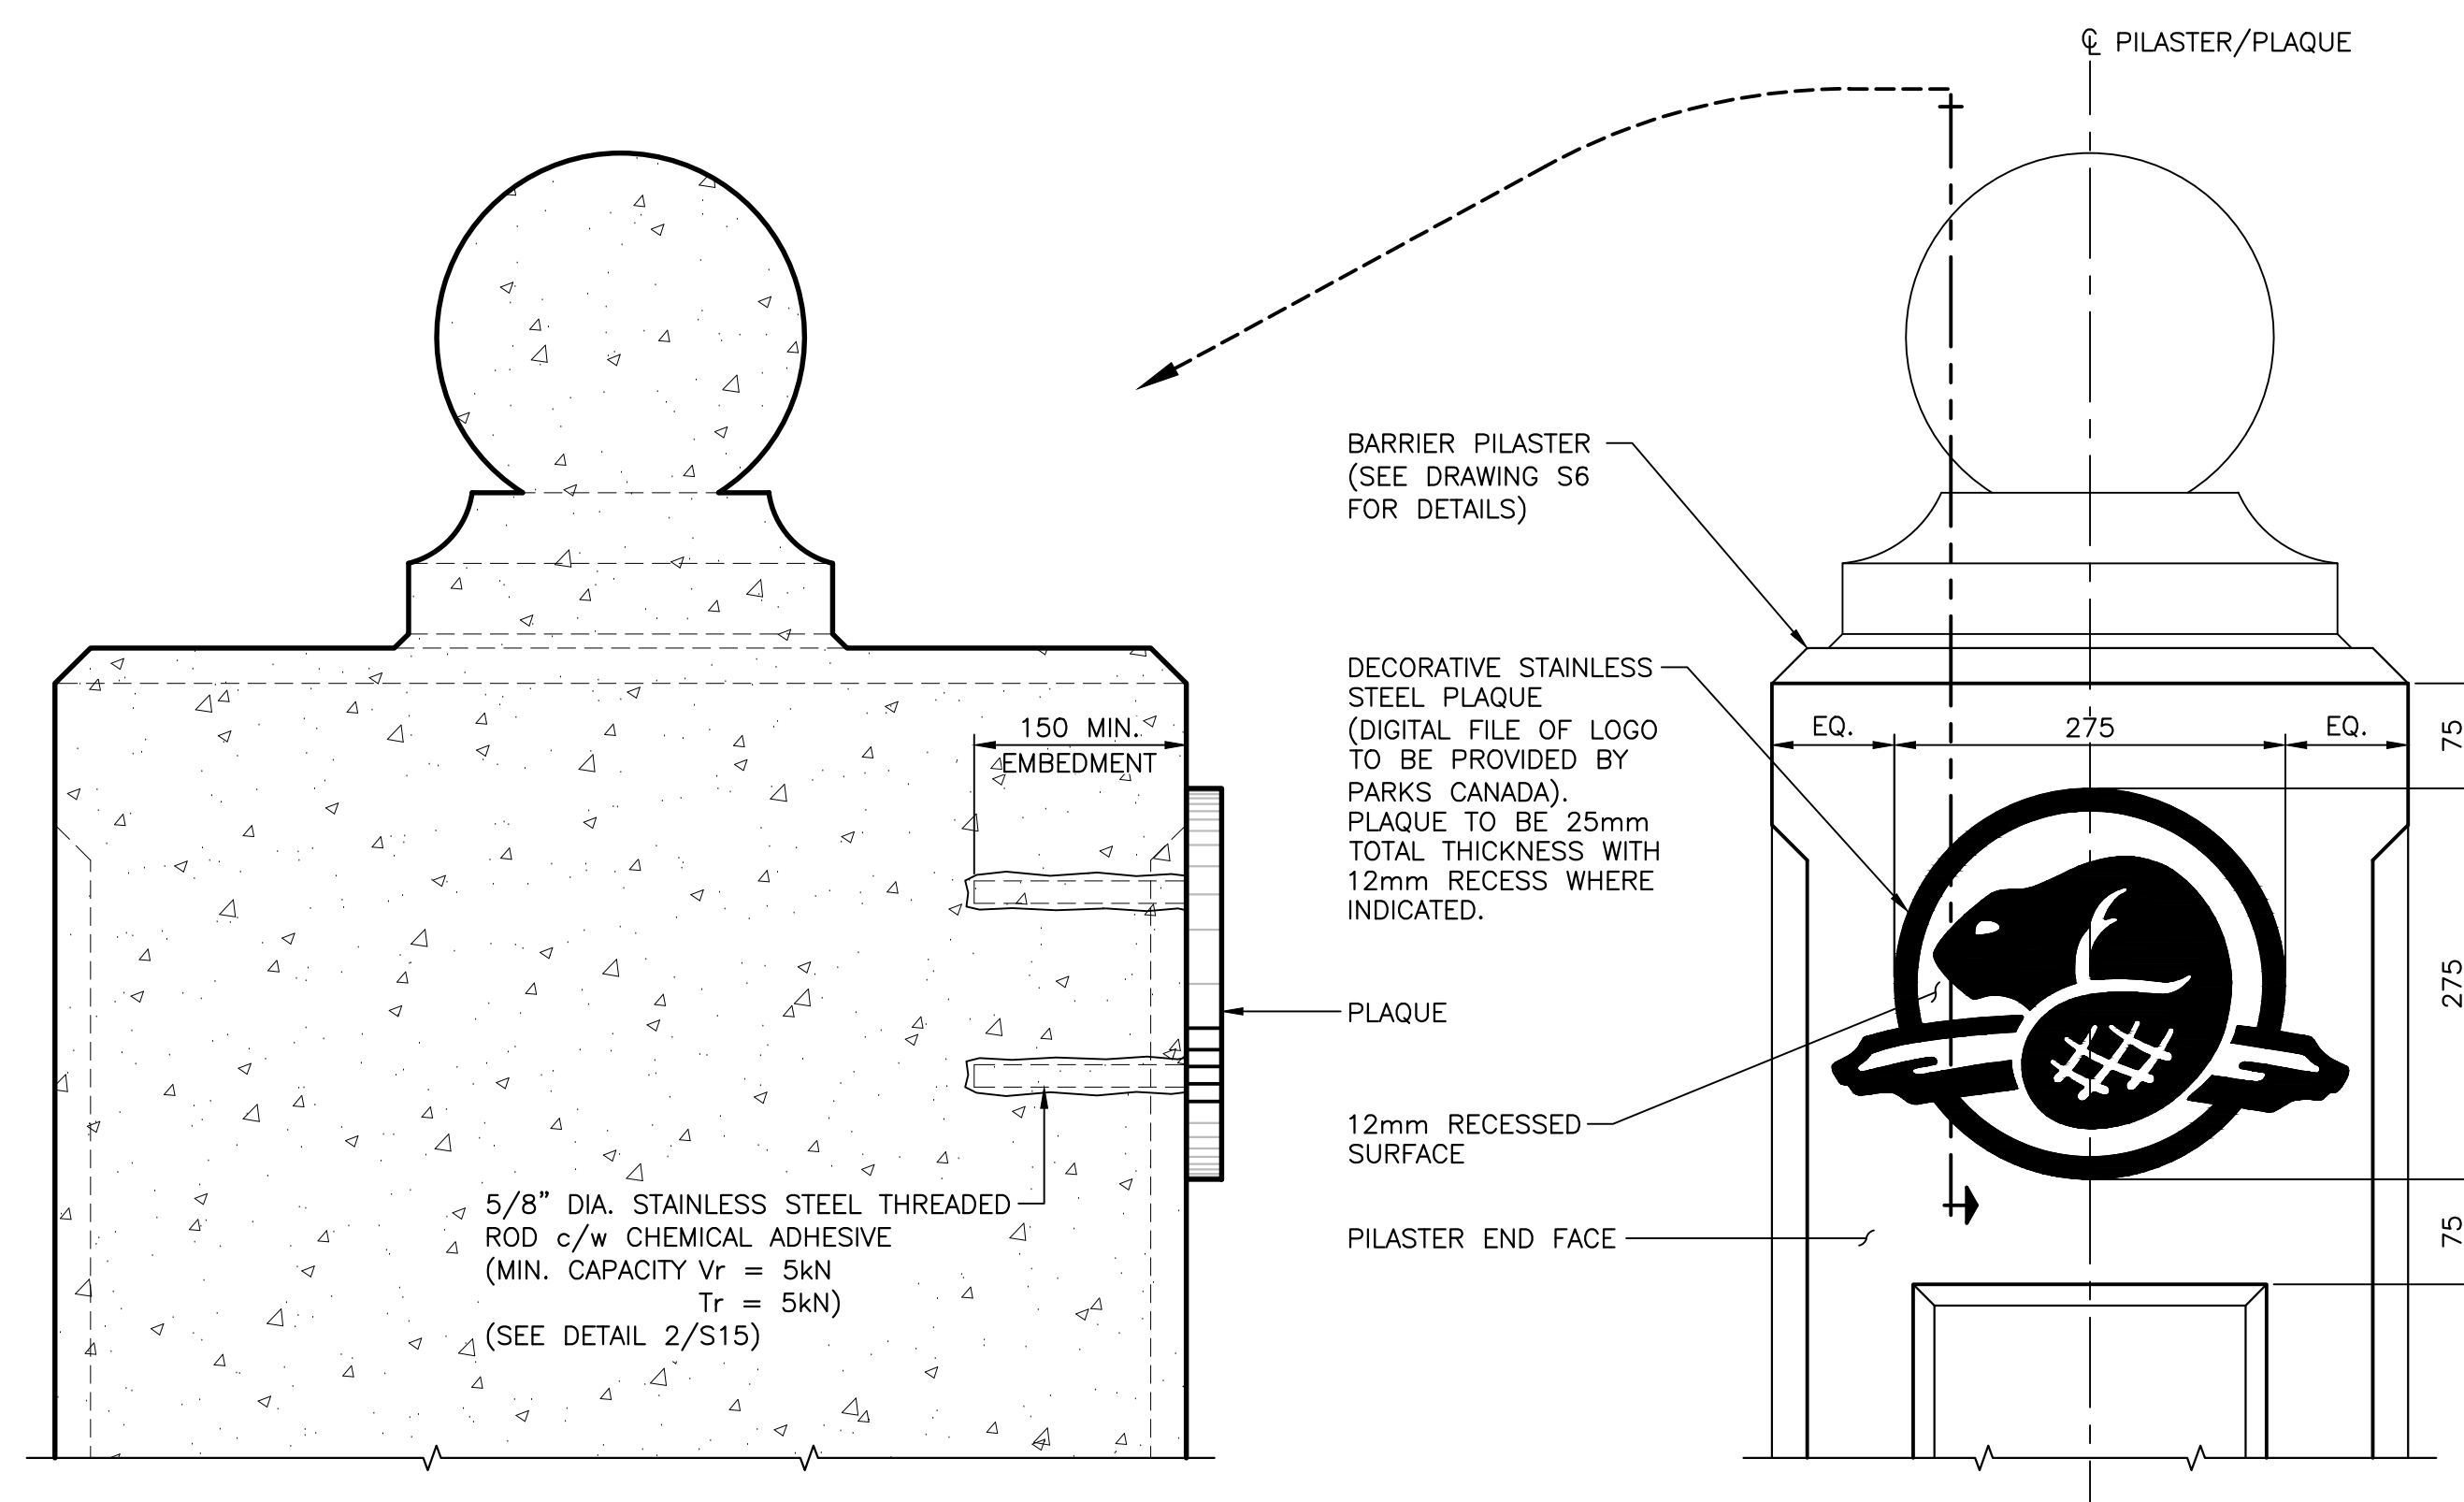 ℄ PILASTER/PLAQUE
BARRIER PILASTER
(SEE DRAWING S6
FOR DETAILS)
DECORATIVE STAINLESS
STEEL PLAQUE
(DIGITAL FILE OF LOGO
TO BE PROVIDED BY
PARKS CANADA).
PLAQUE TO BE 25mm
TOTAL THICKNESS WITH
12mm RECESS WHERE
INDICATED.
EQ.
275
EQ.
75
150 MIN.
EMBEDMENT
275
PLAQUE
12mm RECESSED
SURFACE
5/8” DIA. STAINLESS STEEL THREADED
ROD c/w CHEMICAL ADHESIVE
(MIN. CAPACITY Vr = 5kN
Tr = 5kN)
(SEE DETAIL 2/S15)
PILASTER END FACE
75